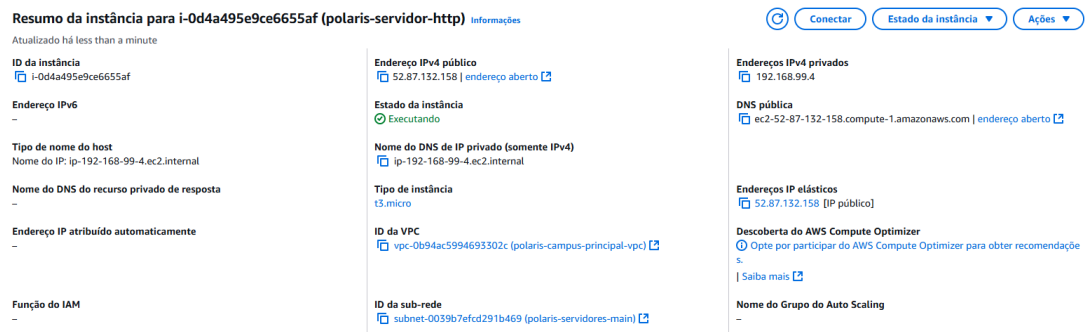 Resumo da instância para i-0d4a495e9ce6655af (polaris-servidor-http) Informações
Conectar
Estado da instância
Ações
Atualizado há less than a minute
ID da instância
i-0d4a495e9ce6655af
Endereço IPv4 público
52.87.132.158 | endereço aberto
Endereços IPv4 privados
192.168.99.4
Endereço IPv6
–
Estado da instância
Executando
DNS pública
ec2-52-87-132-158.compute-1.amazonaws.com | endereço aberto
Tipo de nome do host
Nome do IP: ip-192-168-99-4.ec2.internal
Nome do DNS de IP privado (somente IPv4)
ip-192-168-99-4.ec2.internal
Nome do DNS do recurso privado de resposta
–
Tipo de instância
t3.micro
Endereços IP elásticos
52.87.132.158 [IP público]
Endereço IP atribuído automaticamente
–
ID da VPC
vpc-0b94ac5994693302c (polaris-campus-principal-vpc)
Descoberta do AWS Compute Optimizer
Opte por participar do AWS Compute Optimizer para obter recomendaçõe
s.
| Saiba mais
Função do IAM
–
ID da sub-rede
subnet-0039b7efcd291b469 (polaris-servidores-main)
Nome do Grupo do Auto Scaling
–